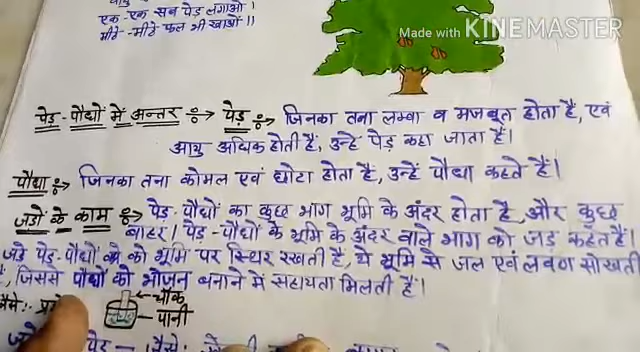 एक-एक सब पेड़ लगाओ।
मीठे-मीठे फल भी खाओ॥
Made with KINEMASTER
पेड़-पौधों में अन्तर :→ पेड़ :→ जिनका तना लम्बा व मजबूत होता है, एवं
आयु अधिक होती है, उन्हे पेड़ कहा जाता है।
पौधा :→ जिनका तना कोमल एवं छोटा होता है, उन्हें पौधा कहते हैं।
जड़ो के काम :→ पेड़-पौधों का कुछ भाग भूमि के अंदर होता है और कुछ
बाहर। पेड़-पौधों के भूमि के अंदर वाले भाग को जड़ कहते हैं।
जड़े पेड़-पौधों को भूमि पर स्थिर रखती है, ये भूमि से जल एवं लवण सोखती
है, जिससे पौधों को भोजन बनाने में सहायता मिलती है।
जैसे:-
चॉक
पानी
पेड़ - जैसे: